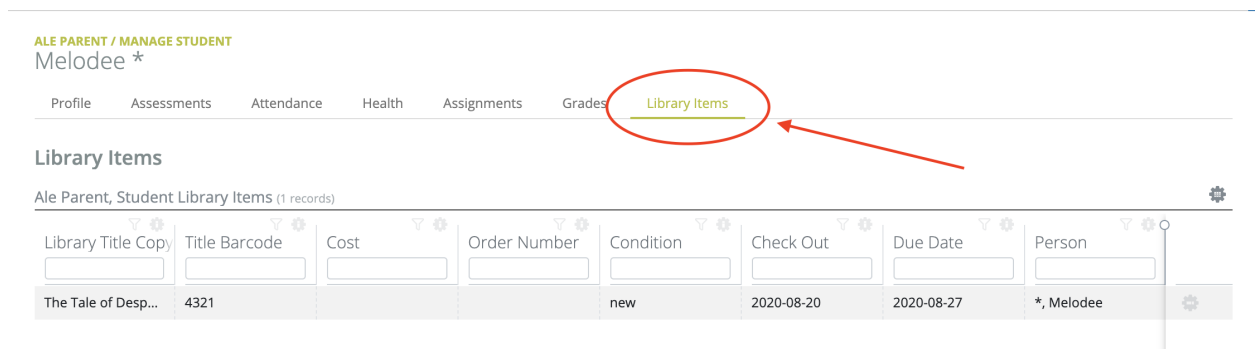 ALE PARENT / MANAGE STUDENT
Melodee *
Profile Assessments Attendance Health Assignments Grades Library Items
Library Items
Ale Parent, Student Library Items (1 records)
Library Title Copy Title Barcode Cost Order Number Condition Check Out Due Date Person
The Tale of Desp... 4321 new 2020-08-20 2020-08-27 *, Melodee